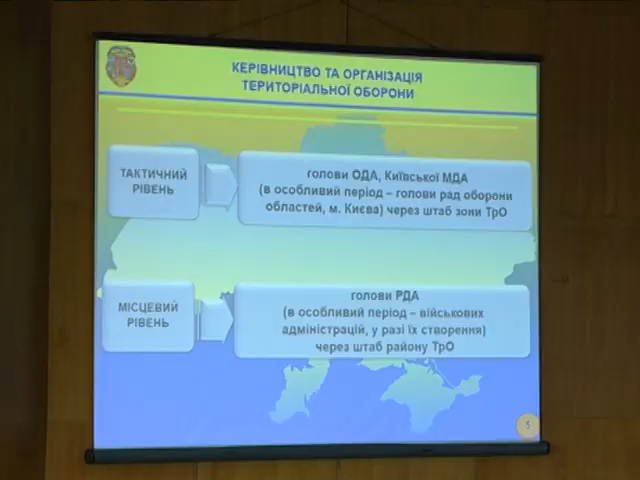 КЕРІВНИЦТВО ТА ОРГАНІЗАЦІЯ
ТЕРИТОРІАЛЬНОЇ ОБОРОНИ
ТАКТИЧНИЙ
РІВЕНЬ
голови ОДА, Київської МДА
(в особливий період – голови рад оборони
областей, м. Києва) через штаб зони ТрО
МІСЦЕВИЙ
РІВЕНЬ
голови РДА
(в особливий період – військових
адміністрацій, у разі їх створення)
через штаб району ТрО
5